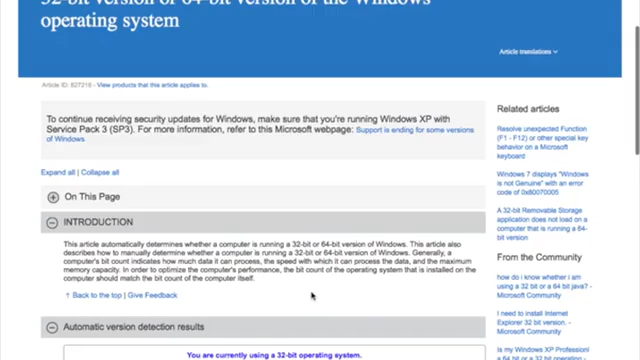 32-bit version or 64-bit version of the Windows
operating system
Article translations
Article ID: 827218 - View products that this article applies to.
To continue receiving security updates for Windows, make sure that you're running Windows XP with
Service Pack 3 (SP3). For more information, refer to this Microsoft webpage: Support is ending for some versions
of Windows
Expand all | Collapse all
On This Page
INTRODUCTION
This article automatically determines whether a computer is running a 32-bit or 64-bit version of Windows. This article also
describes how to manually determine whether a computer is running a 32-bit or 64-bit version of Windows. Generally, a
computer's bit count indicates how much data it can process, the speed with which it can process the data, and the maximum
memory capacity. In order to optimize the computer's performance, the bit count of the operating system that is installed on the
computer should match the bit count of the computer itself.
↑ Back to the top | Give Feedback
Automatic version detection results
You are currently using a 32-bit operating system.
Related articles
Resolve unexpected Function
(F1 - F12) or other special key
behavior on a Microsoft
keyboard
Windows 7 displays "Windows
is not Genuine" with an error
code of 0x80070005
A 32-bit Removable Storage
application does not load on a
computer that is running a 64-
bit version
From the Community
how do i know whether i am
using a 32 bit or a 64 bit java? -
Microsoft Community
I need to install Internet
Explorer 32 bit version. -
Microsoft Community
Is my Windows XP Professional
a 32 bit or a 64 bit operating -